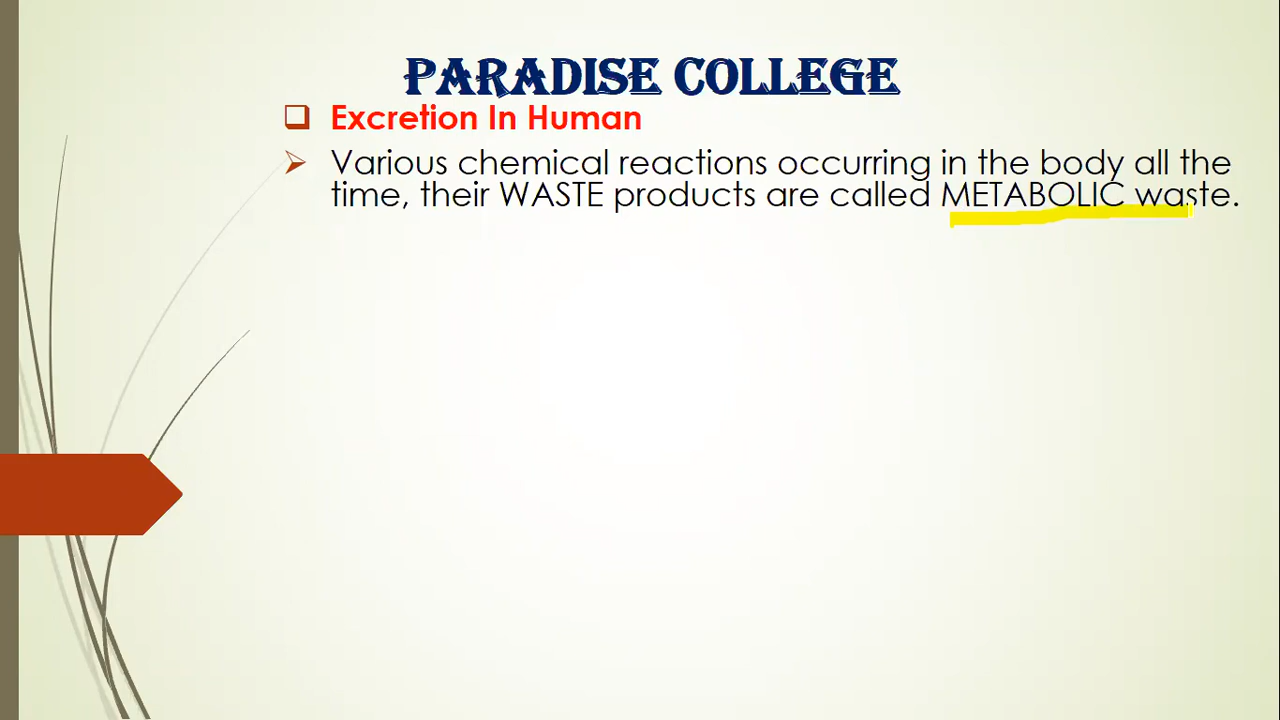 PARADISE COLLEGE
Excretion In Human
Various chemical reactions occurring in the body all the
time, their WASTE products are called METABOLIC waste.